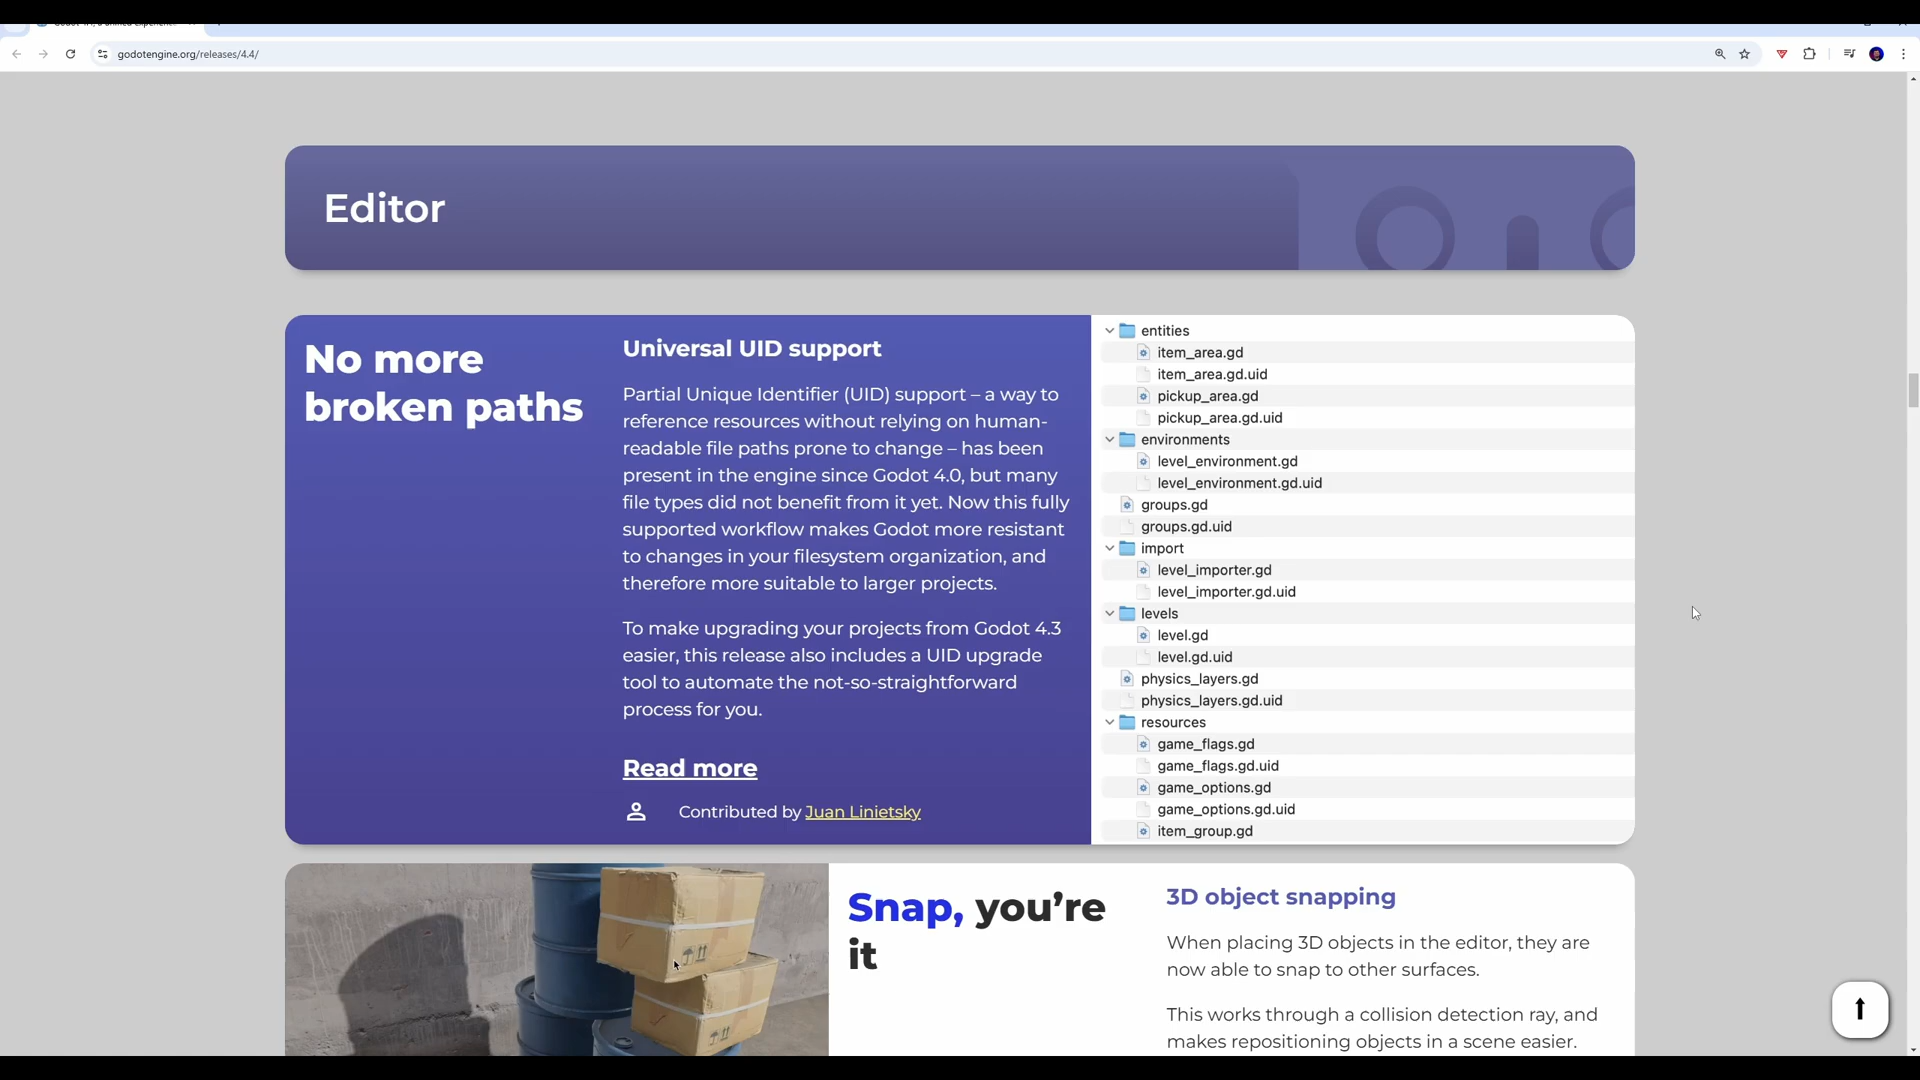 godotengine.org/releases/4.4/
Editor
No more
broken paths
Universal UID support
Partial Unique Identifier (UID) support – a way to
reference resources without relying on human-
readable file paths prone to change – has been
present in the engine since Godot 4.0, but many
file types did not benefit from it yet. Now this fully
supported workflow makes Godot more resistant
to changes in your filesystem organization, and
therefore more suitable to larger projects.
To make upgrading your projects from Godot 4.3
easier, this release also includes a UID upgrade
tool to automate the not-so-straightforward
process for you.
Read more
Contributed by Juan Linietsky
entities
item_area.gd
item_area.gd.uid
pickup_area.gd
pickup_area.gd.uid
environments
level_environment.gd
level_environment.gd.uid
groups.gd
groups.gd.uid
import
level_importer.gd
level_importer.gd.uid
levels
level.gd
level.gd.uid
physics_layers.gd
physics_layers.gd.uid
resources
game_flags.gd
game_flags.gd.uid
game_options.gd
game_options.gd.uid
item_group.gd
Snap, you’re
it
3D object snapping
When placing 3D objects in the editor, they are
now able to snap to other surfaces.
This works through a collision detection ray, and
makes repositioning objects in a scene easier.